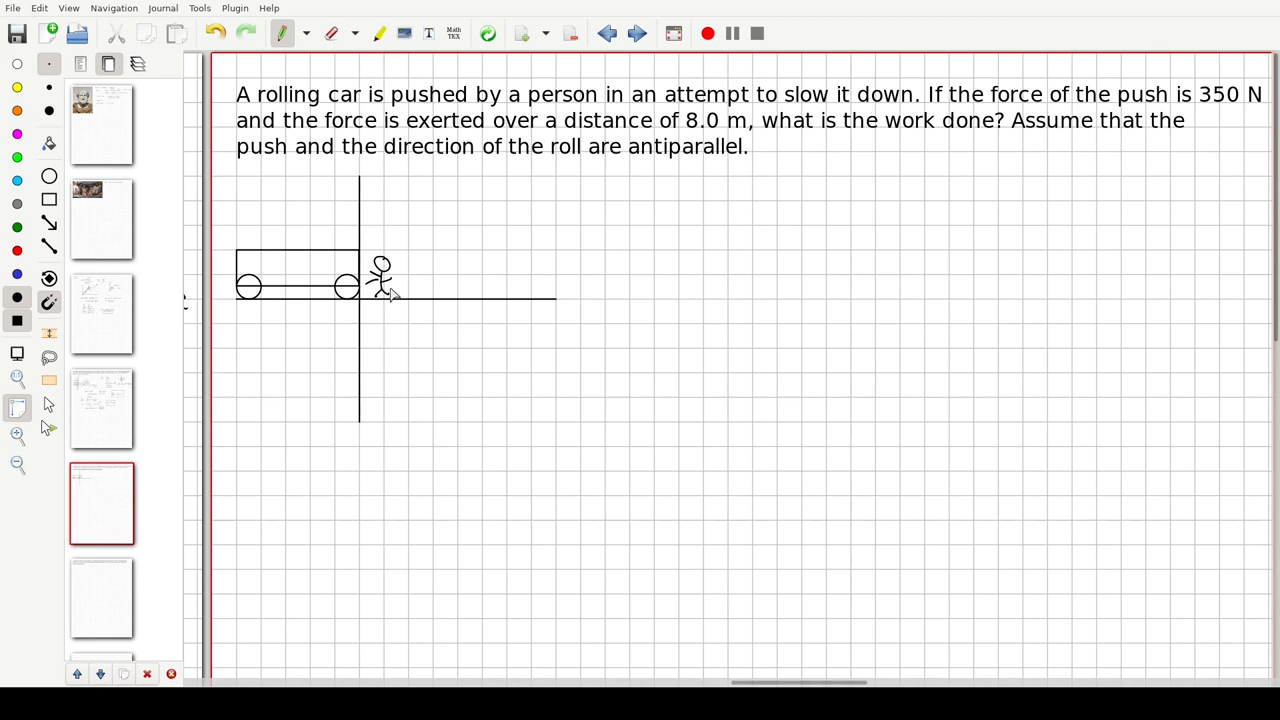 File Edit View Navigation Journal Tools Plugin Help
T Math TEX
A rolling car is pushed by a person in an attempt to slow it down. If the force of the push is 350 N
and the force is exerted over a distance of 8.0 m, what is the work done? Assume that the
push and the direction of the roll are antiparallel.